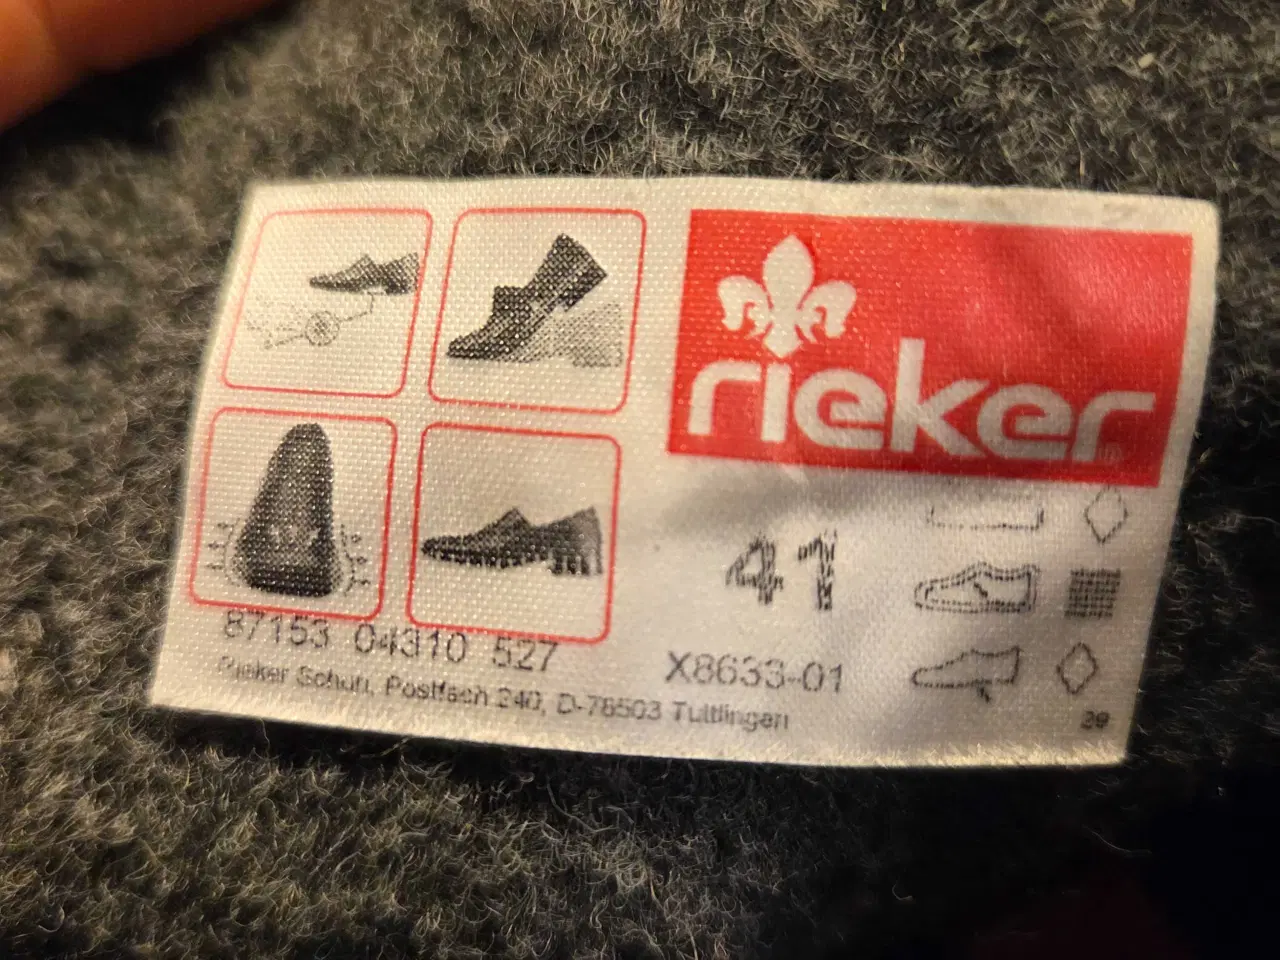 rieker
41
87153 04310 527
X8633-01
Rieker Schuh, Postfach 240, D-78503 Tuttlingen
29